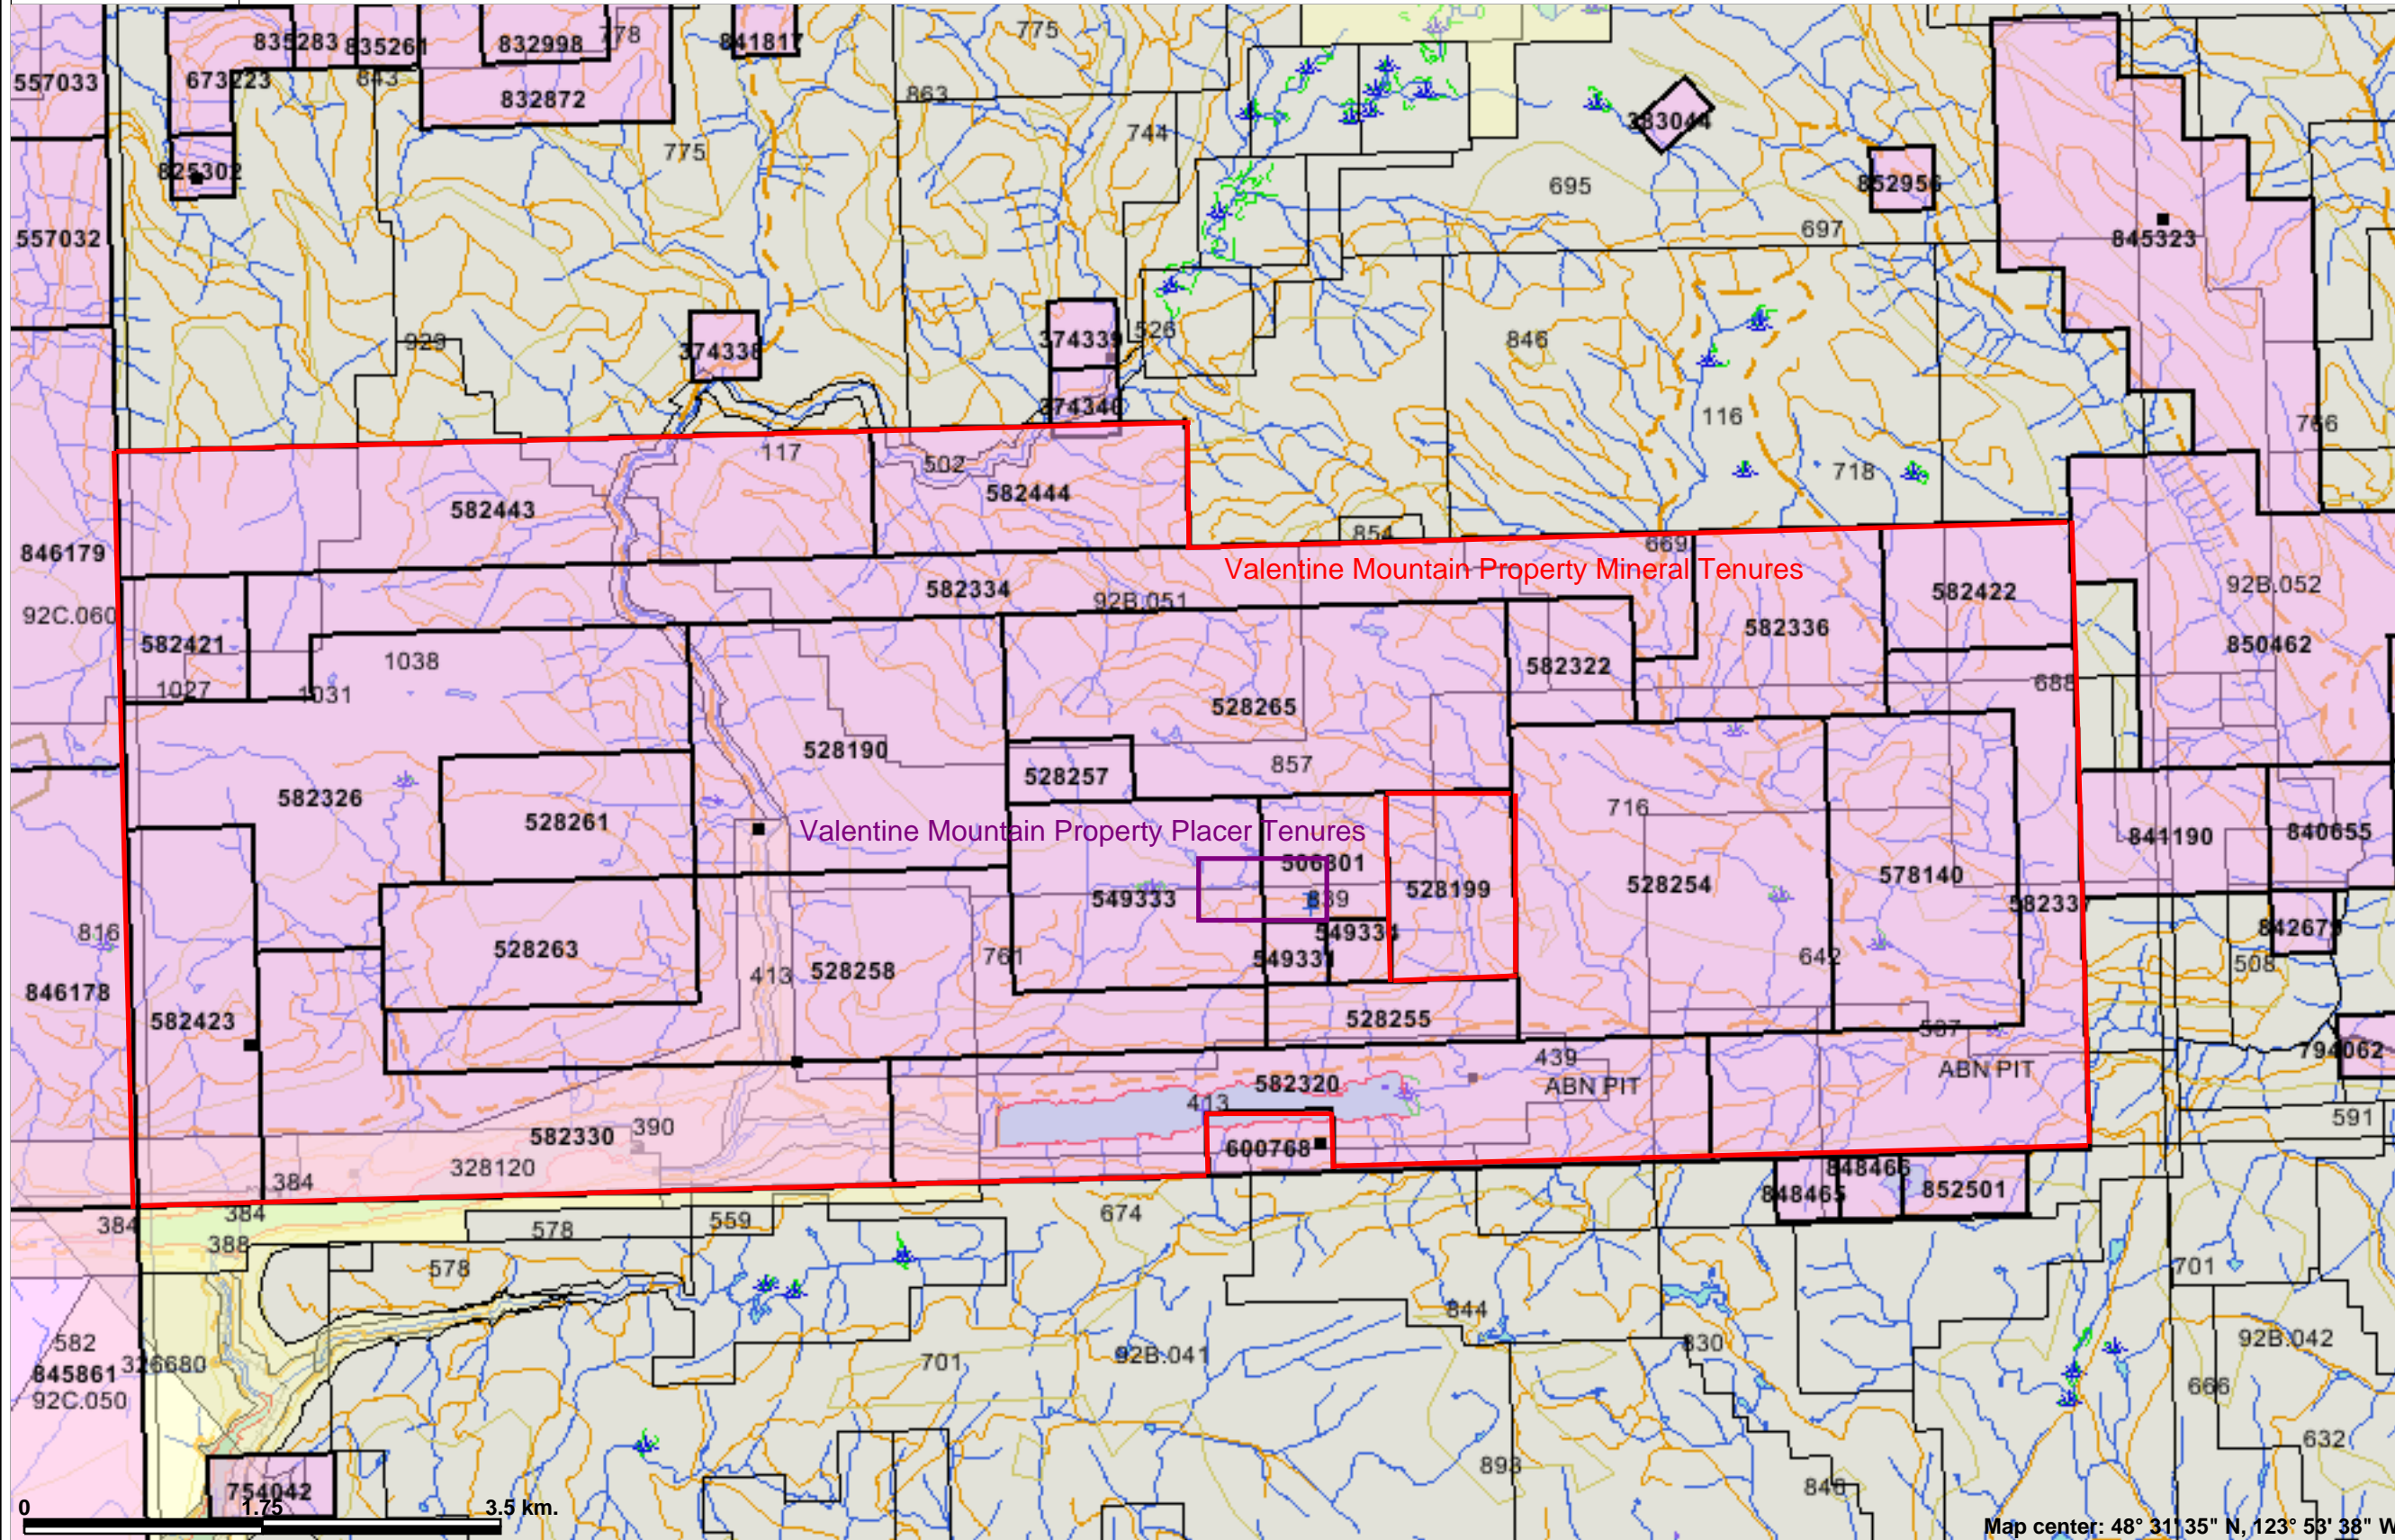 835283 835261 832998 778 841817 775
557033 673223 843 832872 863
383044
744
775
825302 695 852956
557032 697 845323
929 374338 374339 526 846
374340 116 766
117 502 718
582443 582444
854
846179 669
Valentine Mountain Property Mineral Tenures
582334 92B.051 582422 92B.052
92C.060
582421 582336 850462
1038 582322
1027 1031 688
528265
528190
857
528257
582326 716
528261 Valentine Mountain Property Placer Tenures 841190 840655
506801
528199 528254 578140
549333 839
816 549334 842679
528263 761 549331 642 508
413 528258
846178
582423 528255 587
439 794062
582320 ABN PIT ABN PIT
413 591
582330 390 600768
328120 848466
384 848465 852501
384 384 578 559 674
388
578 701
844
582 830 92B.042
845861 326680 701 92B.041
92C.050 666
632
893
754042 846
0 1.75 3.5 km.
Map center: 48° 31' 35" N, 123° 53' 38" W